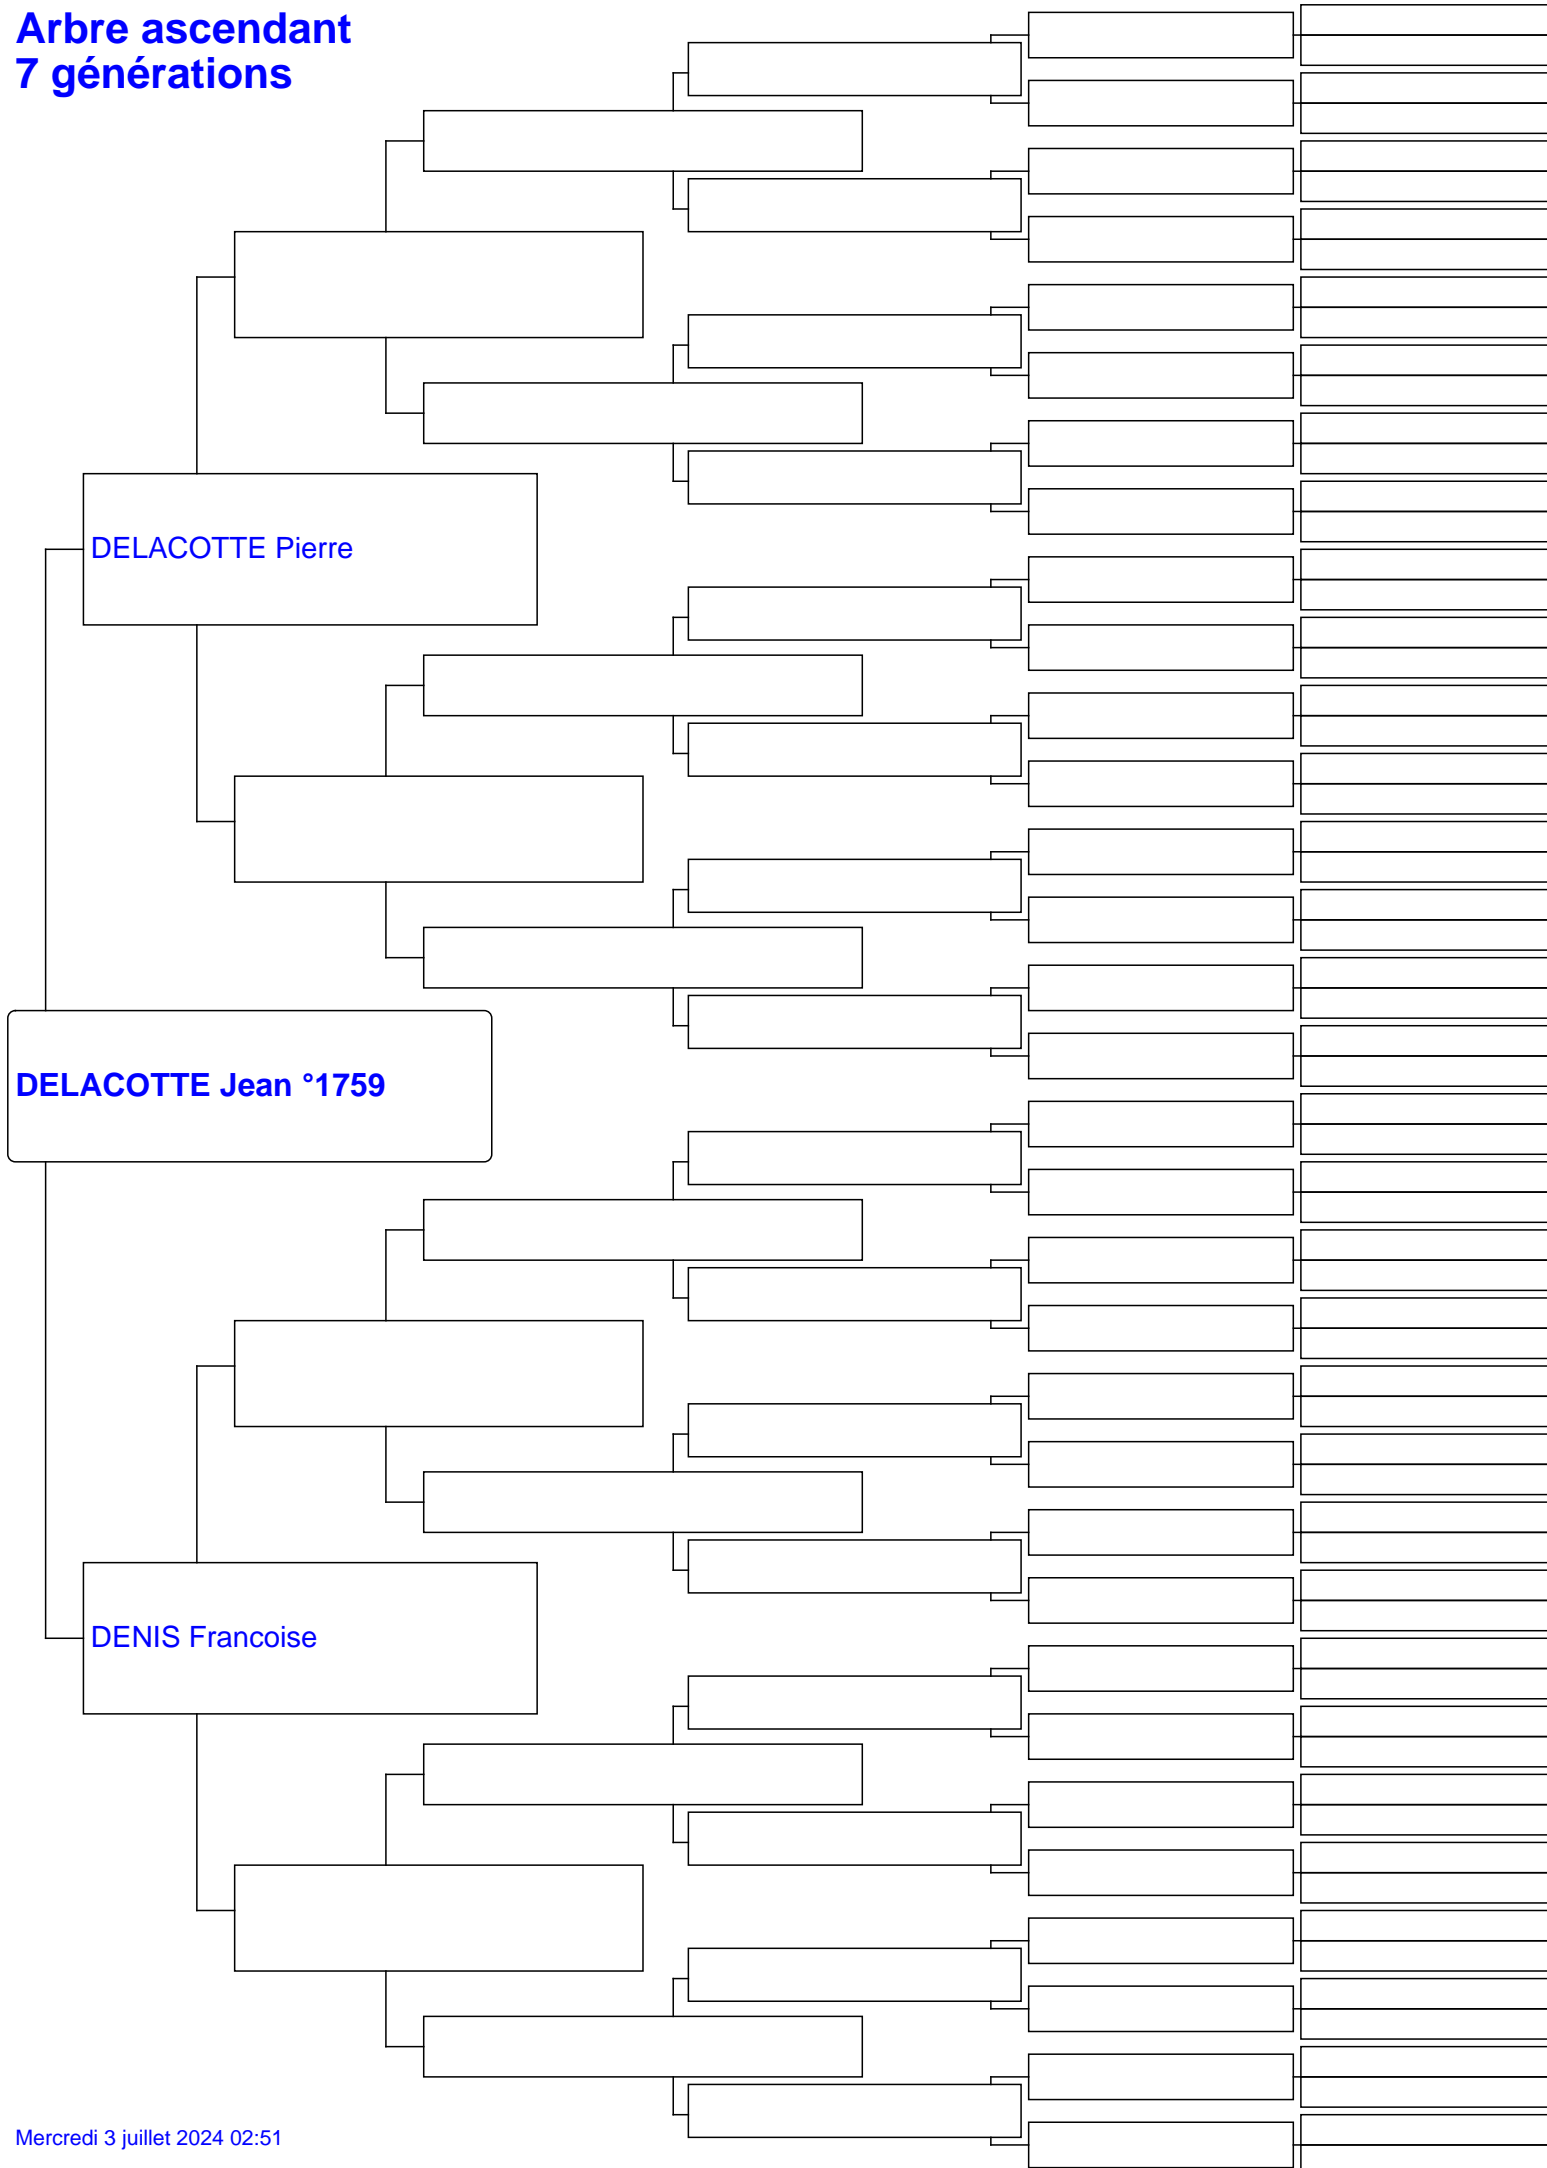 Arbre ascendant
7 générations
DELACOTTE Pierre
DELACOTTE Jean °1759
DENIS Francoise
Mercredi 3 juillet 2024 02:51